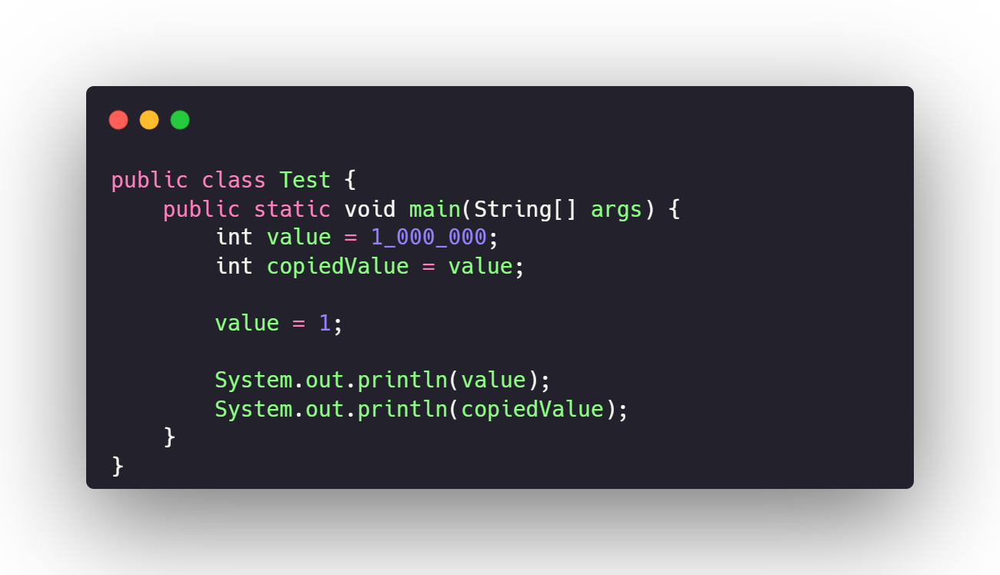 public class Test {
    public static void main(String[] args) {
        int value = 1_000_000;
        int copiedValue = value;

        value = 1;

        System.out.println(value);
        System.out.println(copiedValue);
    }
}